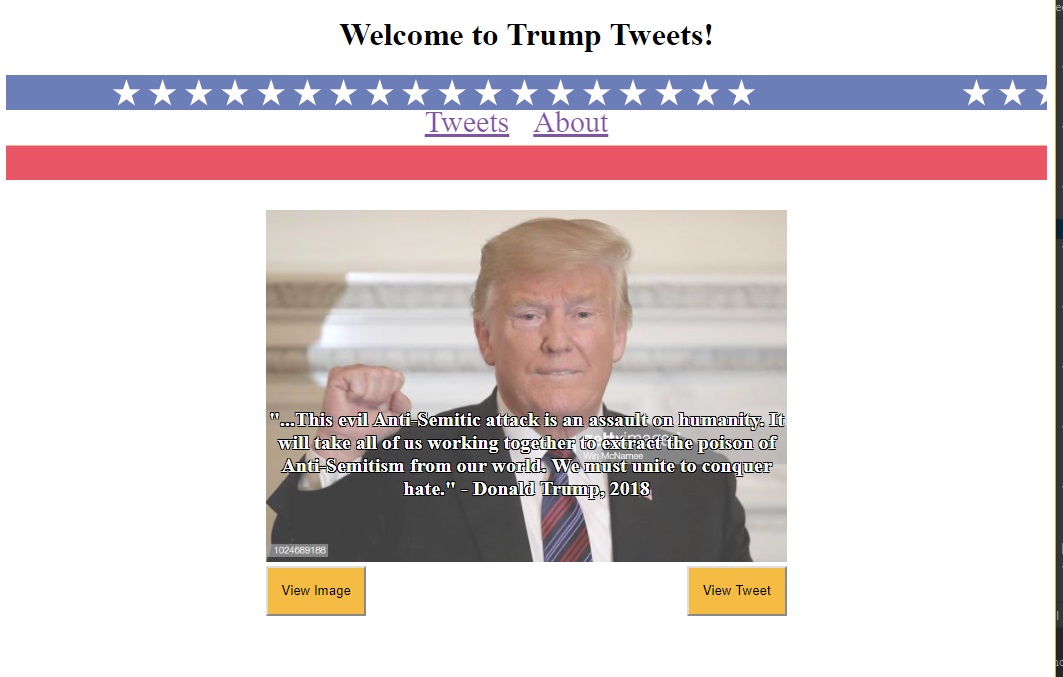 Welcome to Trump Tweets!
Tweets About
"...This evil Anti-Semitic attack is an assault on humanity. It
will take all of us working together to extract the poison of
Anti-Semitism from our world. We must unite to conquer
hate." - Donald Trump, 2018
Win McNamee
1024689188
View Image View Tweet